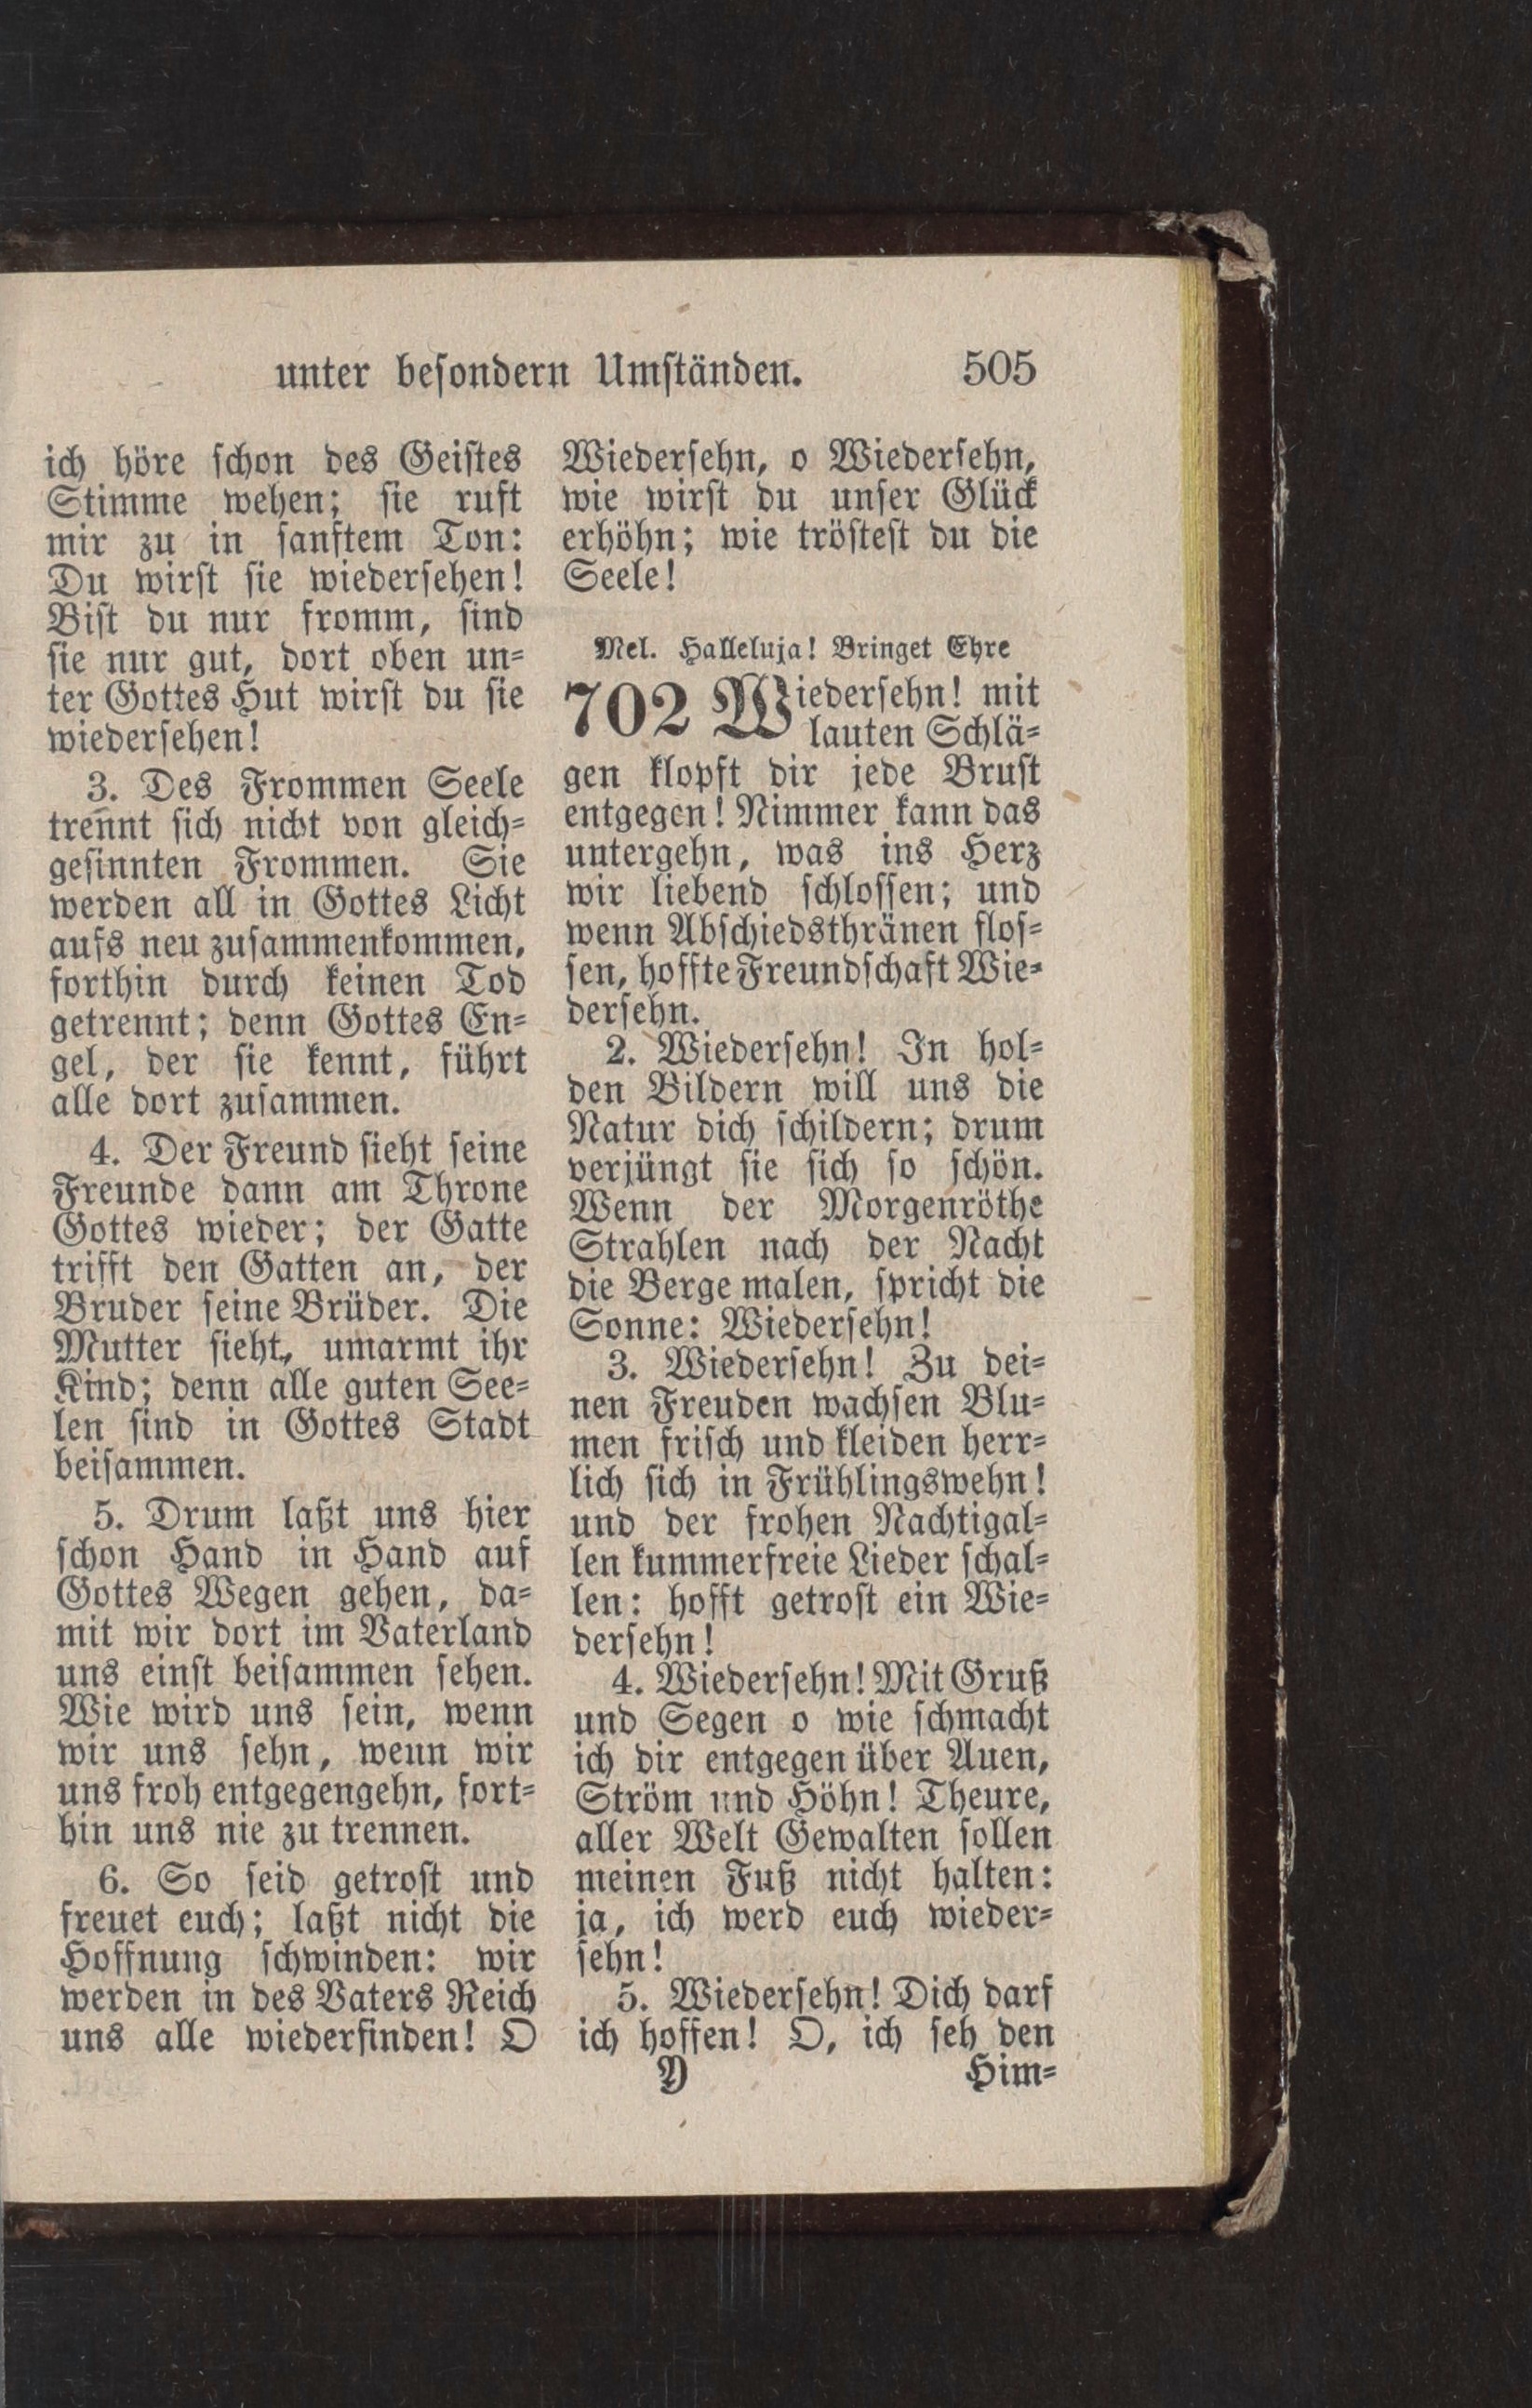 unter besondern Umständen. 505
ich höre schon des Geistes
Stimme wehen; sie ruft
mir zu in sanftem Ton:
Du wirst sie wiedersehen!
Bist du nur fromm, sind
sie nur gut, dort oben un-
ter Gottes Hut wirst du sie
wiedersehen!
3. Des Frommen Seele
trennt sich nicht von gleich-
gesinnten Frommen. Sie
werden all in Gottes Licht
aufs neu zusammenkommen,
forthin durch keinen Tod
getrennt; denn Gottes En-
gel, der sie kennt, führt
alle dort zusammen.
4. Der Freund sieht seine
Freunde dann am Throne
Gottes wieder; der Gatte
trifft den Gatten an, der
Bruder seine Brüder. Die
Mutter sieht, umarmt ihr
Kind; denn alle guten See-
len sind in Gottes Stadt
beisammen.
5. Drum laßt uns hier
schon Hand in Hand auf
Gottes Wegen gehen, da-
mit wir dort im Vaterland
uns einst beisammen sehen.
Wie wird uns sein, wenn
wir uns sehn, wenn wir
uns froh entgegengehn, fort-
hin uns nie zu trennen.
6. So seid getrost und
freuet euch; laßt nicht die
Hoffnung schwinden: wir
werden in des Vaters Reich
uns alle wiederfinden! O
Wiedersehn, o Wiedersehn,
wie wirst du unser Glück
erhöhn; wie tröstest du die
Seele!
Mel. Halleluja! Bringet Ehre
702 Wiedersehn! mit
lauten Schlä-
gen klopft dir jede Brust
entgegen! Nimmer kann das
untergehn, was ins Herz
wir liebend schlossen; und
wenn Abschiedsthränen flos-
sen, hoffte Freundschaft Wie-
dersehn.
2. Wiedersehn! In hol-
den Bildern will uns die
Natur dich schildern; drum
verjüngt sie sich so schön.
Wenn der Morgenröthe
Strahlen nach der Nacht
die Berge malen, spricht die
Sonne: Wiedersehn!
3. Wiedersehn! Zu dei-
nen Freuden wachsen Blu-
men frisch und kleiden herr-
lich sich in Frühlingswehn!
und der frohen Nachtigal-
len kummerfreie Lieder schal-
len: hofft getrost ein Wie-
dersehn!
4. Wiedersehn! Mit Gruß
und Segen o wie schmacht
ich dir entgegen über Auen,
Ström und Höhn! Theure,
aller Welt Gewalten sollen
meinen Fuß nicht halten:
ja, ich werd euch wieder-
sehn!
5. Wiedersehn! Dich darf
ich hoffen! O, ich seh den
Y Him-